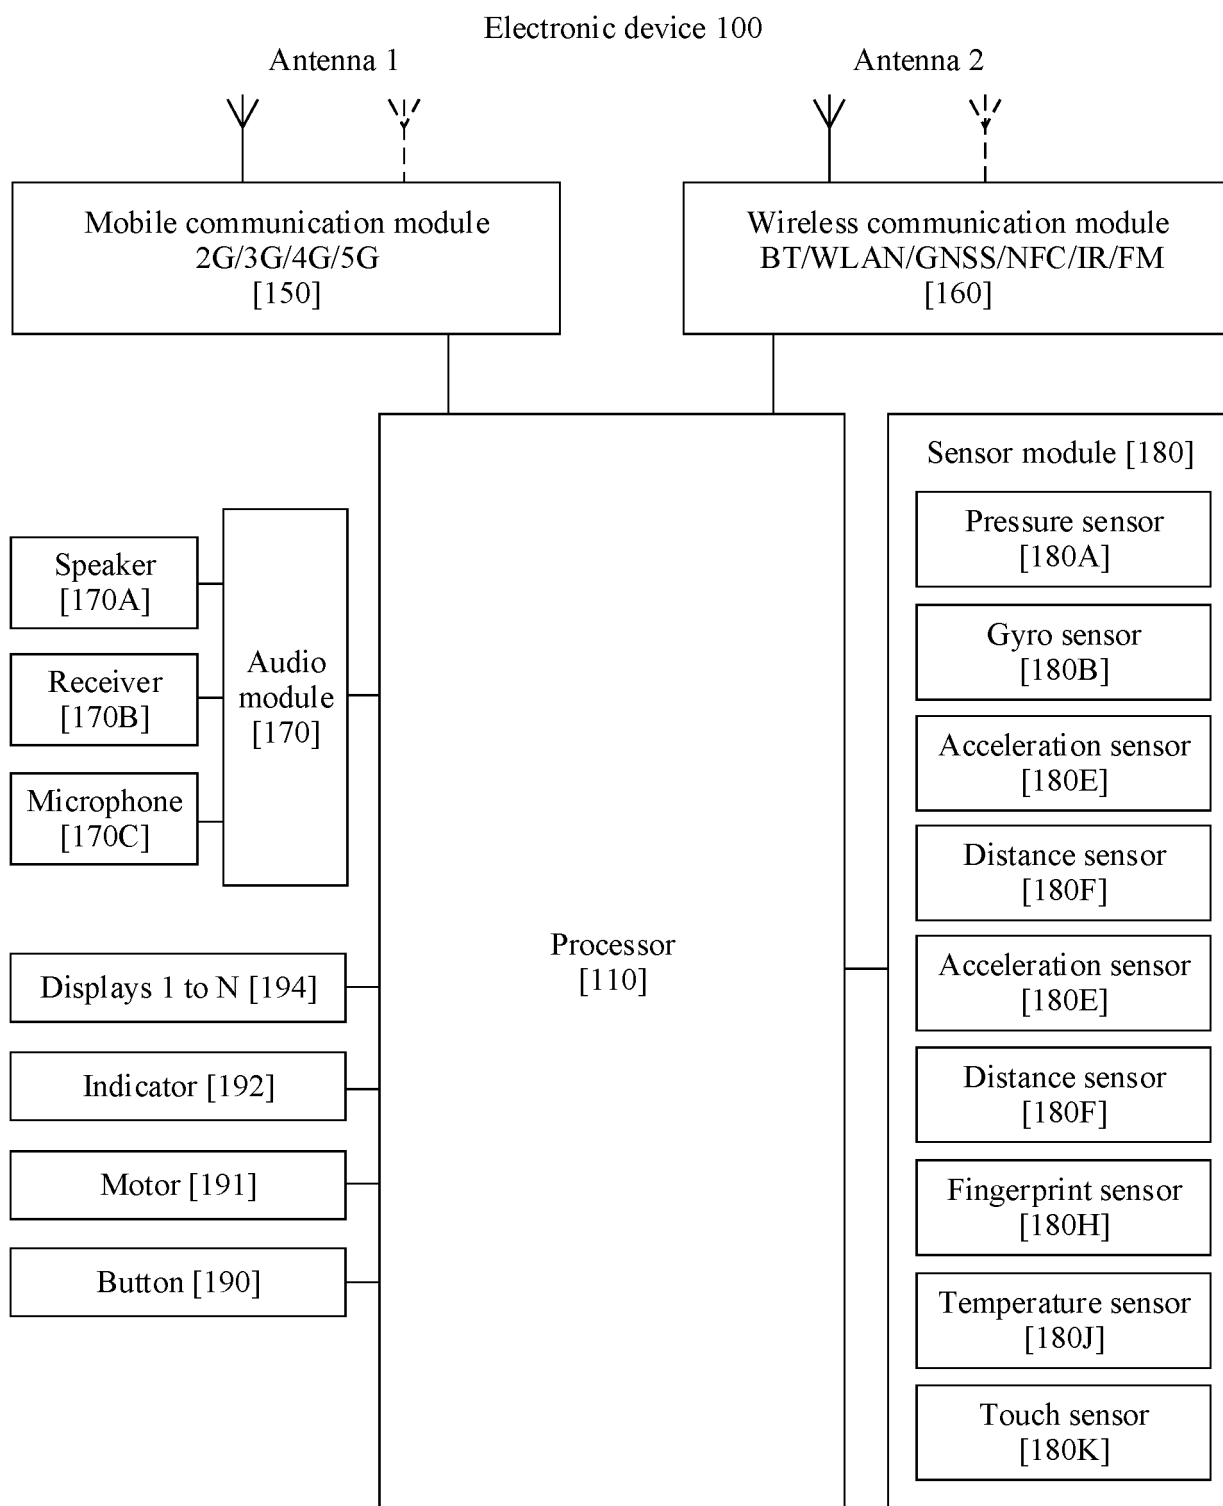 Electronic device 100
Antenna 1
Antenna 2
Mobile communication module
2G/3G/4G/5G
[150]
Wireless communication module
BT/WLAN/GNSS/NFC/IR/FM
[160]
Speaker
[170A]
Receiver
[170B]
Microphone
[170C]
Audio
module
[170]
Displays 1 to N [194]
Indicator [192]
Motor [191]
Button [190]
Processor
[110]
Sensor module [180]
Pressure sensor
[180A]
Gyro sensor
[180B]
Acceleration sensor
[180E]
Distance sensor
[180F]
Acceleration sensor
[180E]
Distance sensor
[180F]
Fingerprint sensor
[180H]
Temperature sensor
[180J]
Touch sensor
[180K]